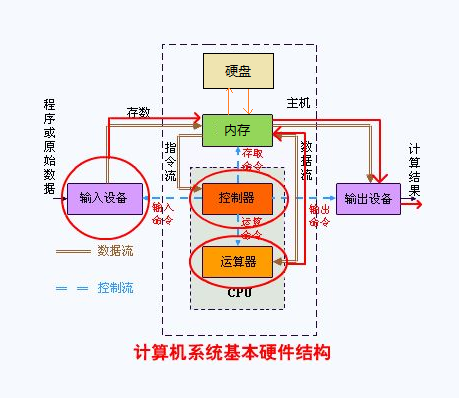 硬盘
主机
程序或原始数据
存数
内存
指令流
存取
命令
数据流
计算结果
输入设备
控制器
输出设备
输入
命令
运算
命令
输出
命令
数据流
运算器
控制流
CPU
计算机系统基本硬件结构